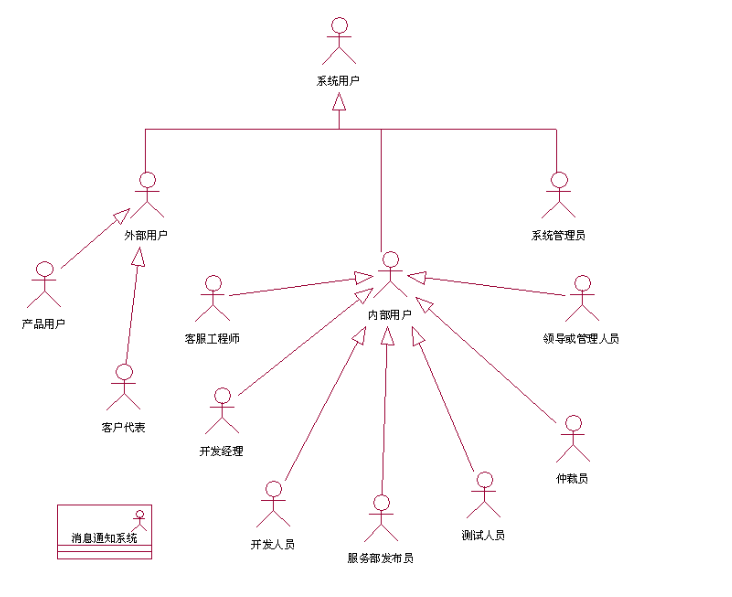 系统用户
外部用户
系统管理员
产品用户
客服工程师
内部用户
领导或管理人员
客户代表
开发经理
仲裁员
消息通知系统
开发人员
服务部发布员
测试人员